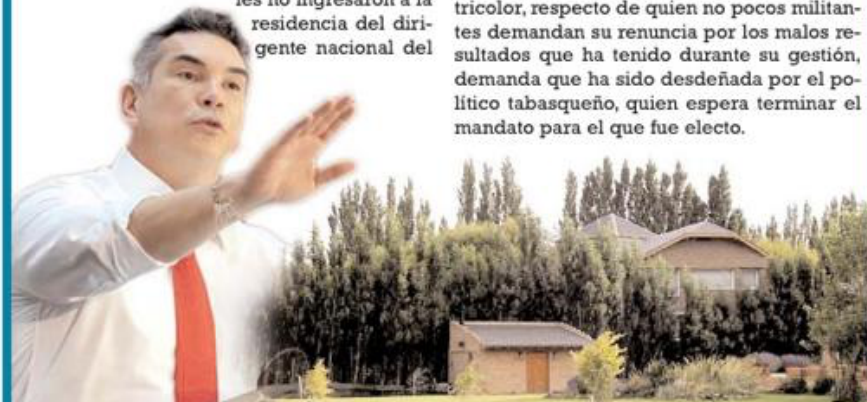 les no ingresaron a la
residencia del diri-
gente nacional del
tricolor, respecto de quien no pocos militan-
tes demandan su renuncia por los malos re-
sultados que ha tenido durante su gestión,
demanda que ha sido desdeñada por el po-
lítico tabasqueño, quien espera terminar el
mandato para el que fue electo.